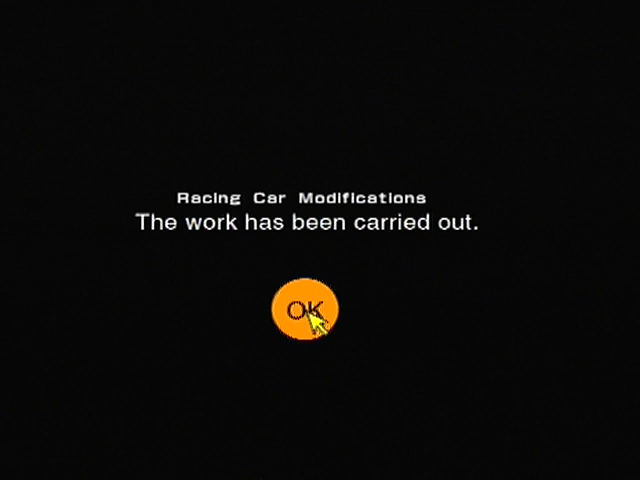 Racing Car Modifications
The work has been carried out.
OK